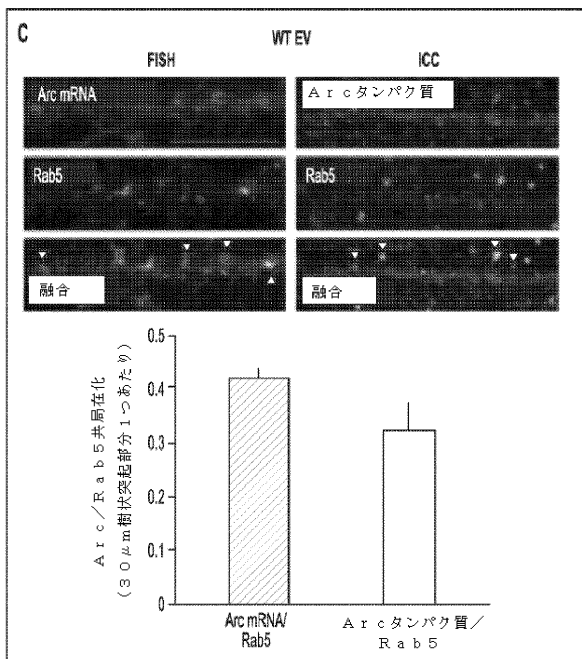 C
WT EV
FISH
ICC
Arc mRNA
Arcタンパク質
Rab5
Rab5
融合
融合
Arc/Rab5共局在化
(30μm樹状突起部分1つあたり)
0.5
0.4
0.3
0.2
0.1
0
Arc mRNA/
Rab5
Arcタンパク質/
Rab5